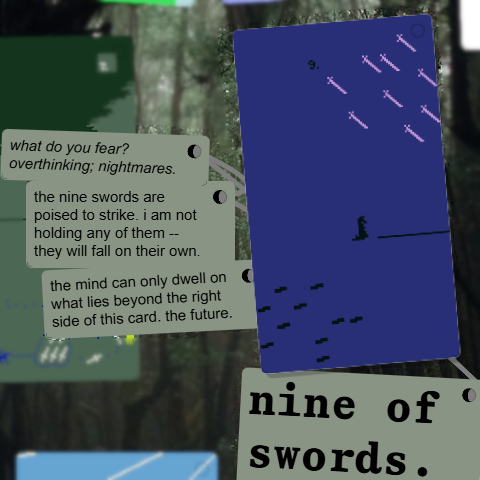 9.
what do you fear?
overthinking; nightmares.
the nine swords are
poised to strike. i am not
holding any of them --
they will fall on their own.
the mind can only dwell on
what lies beyond the right
side of this card. the future.
nine of
swords.